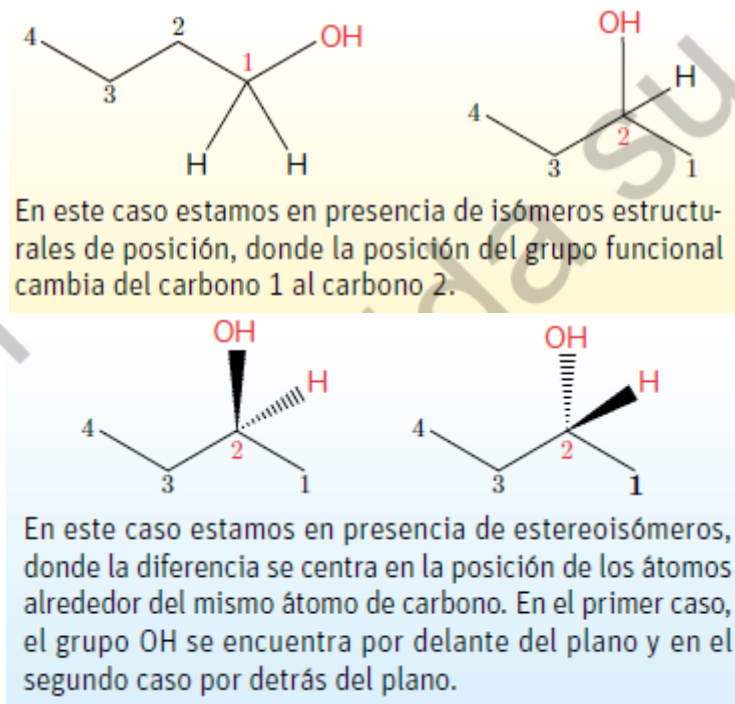 OH
2
4
1
3
H H
OH
H
4
2
3
1
En este caso estamos en presencia de isómeros estructu-
rales de posición, donde la posición del grupo funcional
cambia del carbono 1 al carbono 2.
OH
H
4
2
3
1
OH
H
4
2
3
1
En este caso estamos en presencia de estereoisómeros,
donde la diferencia se centra en la posición de los átomos
alrededor del mismo átomo de carbono. En el primer caso,
el grupo OH se encuentra por delante del plano y en el
segundo caso por detrás del plano.